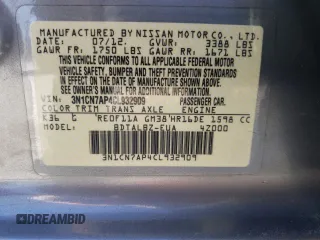 MANUFACTURED BY NISSAN MOTOR CO., LTD.
DATE: 07/12. GVWR: 3388 LBS
GAWR FR: 1750 LBS GAWR RR: 1671 LBS
THIS VEHICLE CONFORMS TO ALL APPLICABLE FEDERAL MOTOR
VEHICLE SAFETY, BUMPER AND THEFT PREVENTION
STANDARDS IN EFFECT ON THE DATE OF MANUFACTURE
SHOWN ABOVE.
See Owner's Manual for additional information.
VIN: 3N1CN7AP4CL932909 PASSENGER CAR.
COLOR TRIM TRANS AXLE ENGINE
K36 G RE0F11A GM38 HR16DE 1598 CC
MODEL: BDTALBZ-EUA 4Z000
3N1CN7AP4CL932909
AUTOBIDMASTER